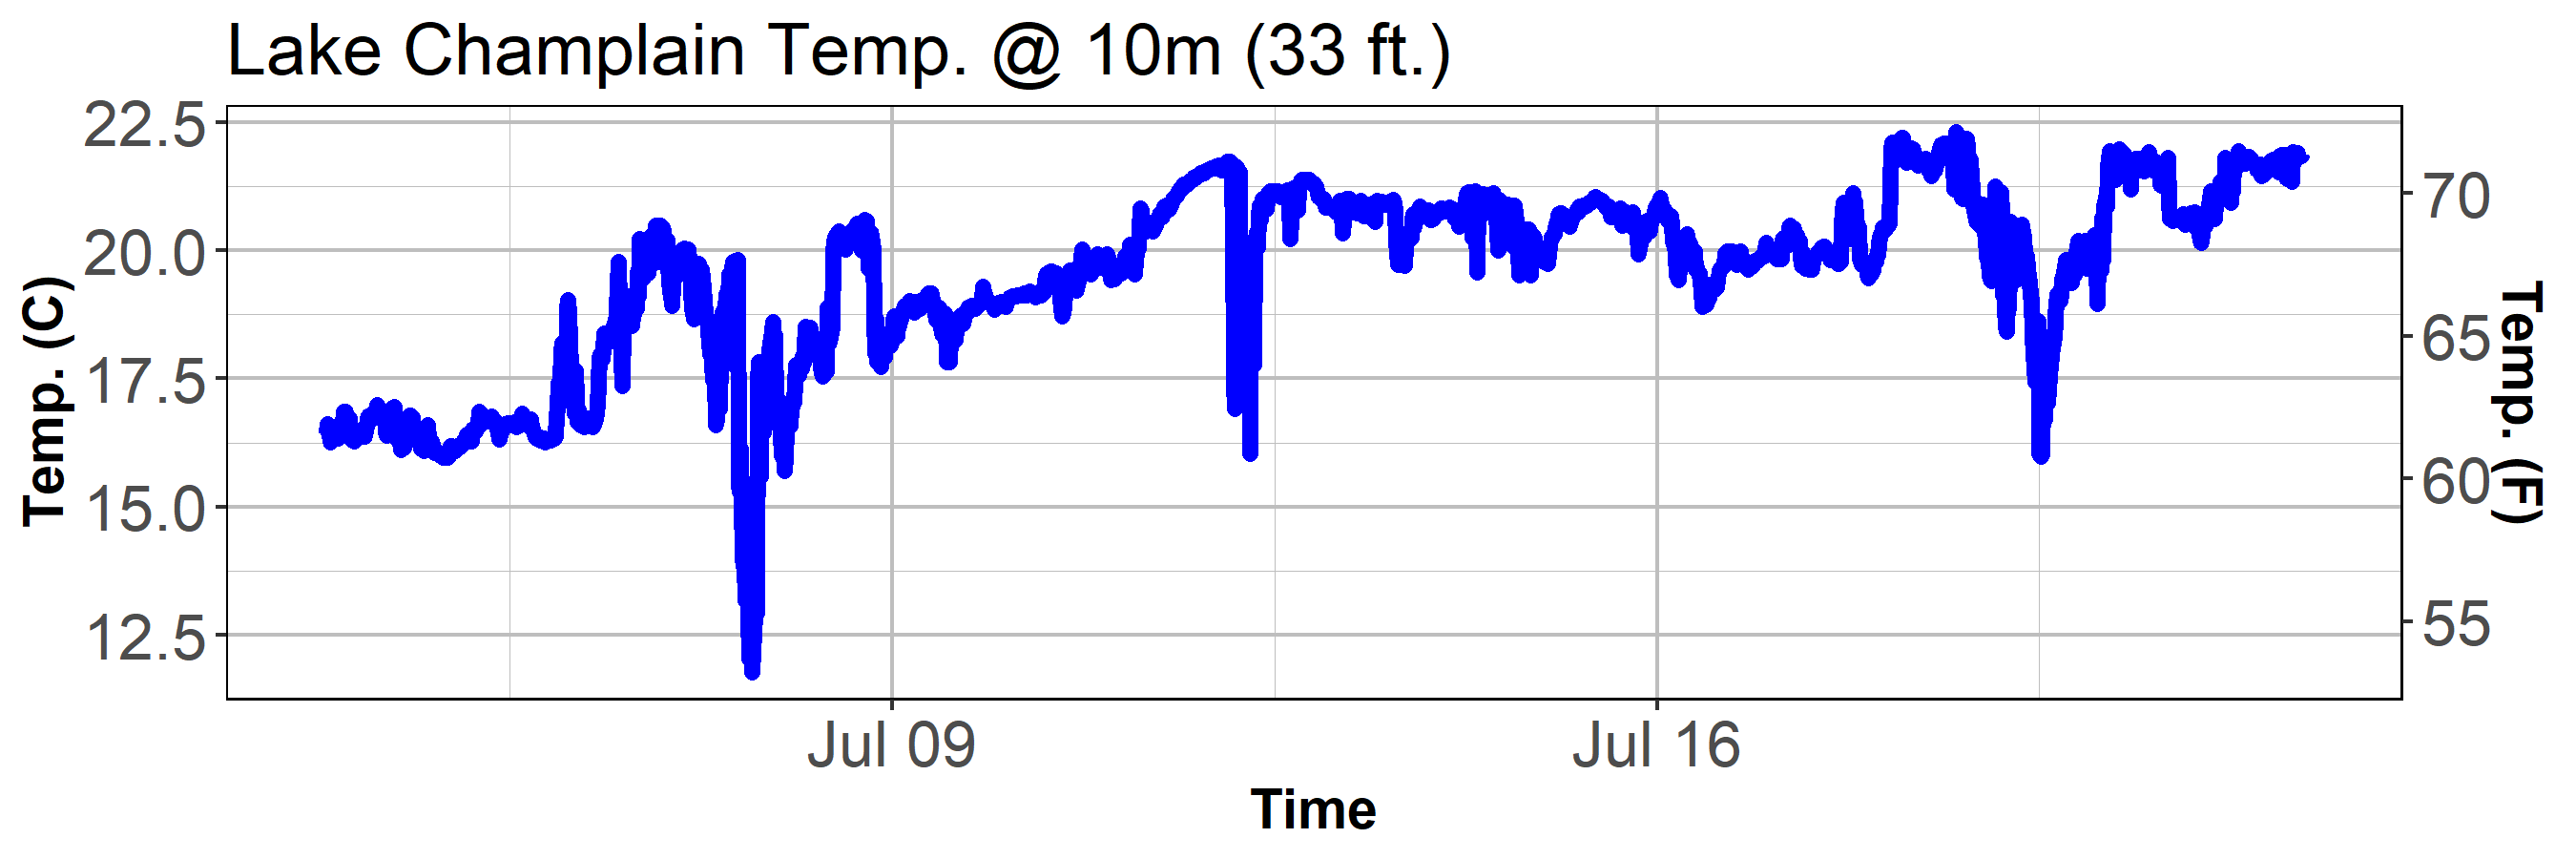 Lake Champlain Temp. @ 10m (33 ft.)
Temp. (C)
22.5
20.0
17.5
15.0
12.5
70
65
60
55
Temp. (F)
Jul 09
Jul 16
Time